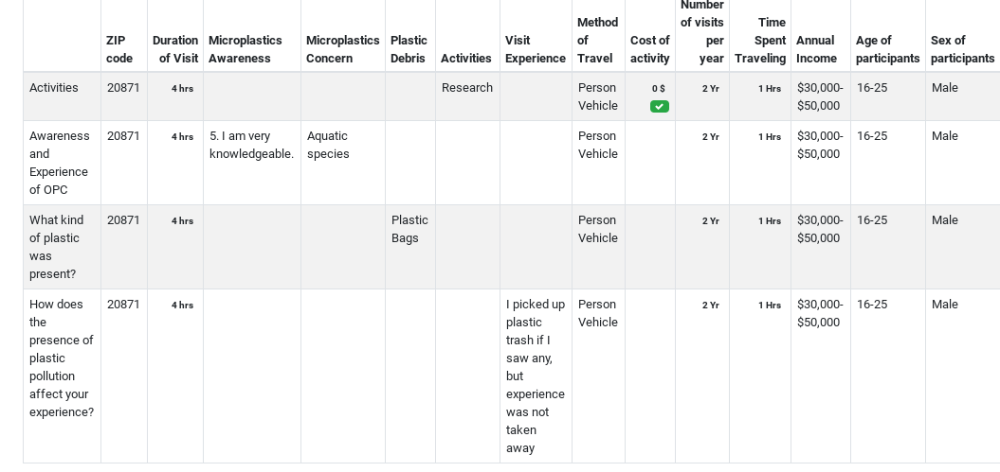 ZIP code | Duration of Visit | Microplastics Awareness | Microplastics Concern | Plastic Debris | Activities | Visit Experience | Method of Travel | Cost of activity | Number of visits per year | Time Spent Traveling | Annual Income | Age of participants | Sex of participants
Activities | 20871 | 4 hrs | Research | Person Vehicle | 0 $ | 2 Yr | 1 Hrs | $30,000-$50,000 | 16-25 | Male
Awareness and Experience of OPC | 20871 | 4 hrs | 5. I am very knowledgeable. | Aquatic species | Person Vehicle | 2 Yr | 1 Hrs | $30,000-$50,000 | 16-25 | Male
What kind of plastic was present? | 20871 | 4 hrs | Plastic Bags | Person Vehicle | 2 Yr | 1 Hrs | $30,000-$50,000 | 16-25 | Male
How does the presence of plastic pollution affect your experience? | 20871 | 4 hrs | I picked up plastic trash if I saw any, but experience was not taken away | Person Vehicle | 2 Yr | 1 Hrs | $30,000-$50,000 | 16-25 | Male